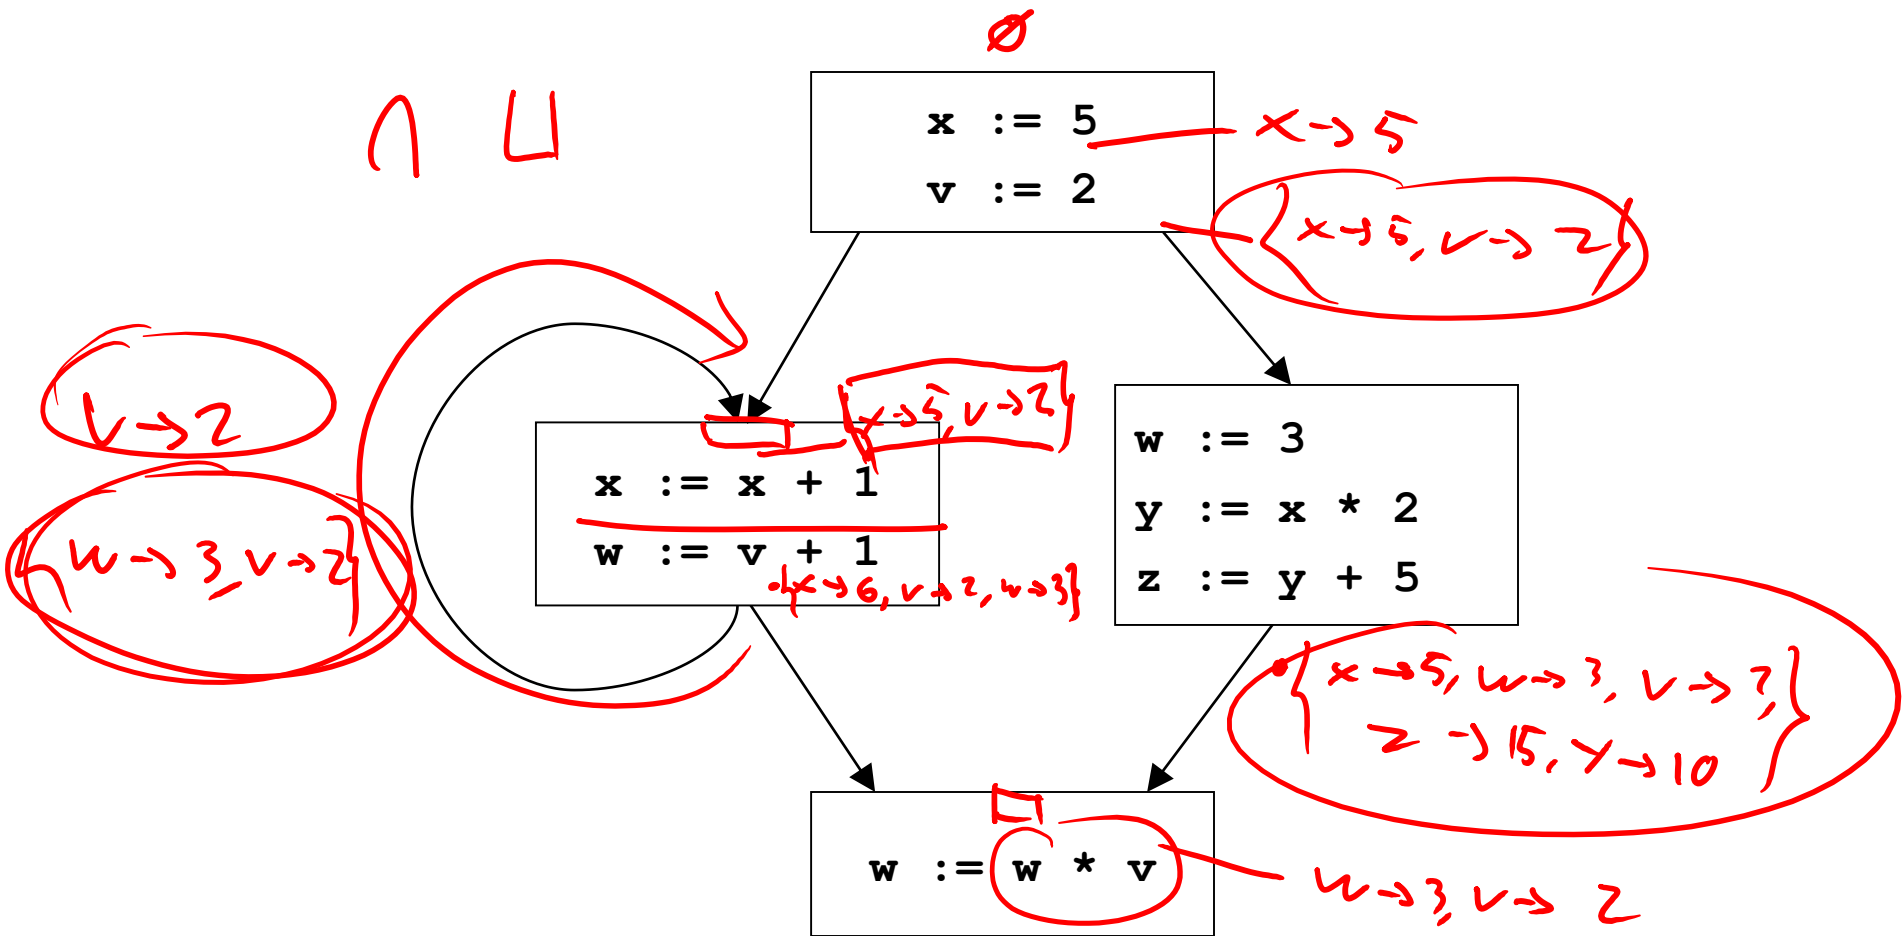 ∅
x := 5
x → 5
v := 2
{x → 5, v → 2}
∩ ⊔
v → 2
{x → 5, v → 2}
x := x + 1
w := v + 1
{w → 3, v → 2}
{x → 6, v → 2, w → 3}
w := 3
y := x * 2
z := y + 5
{x → 5, w → 3, v → 2,
z → 15, y → 10}
w := w * v
w → 3, v → 2